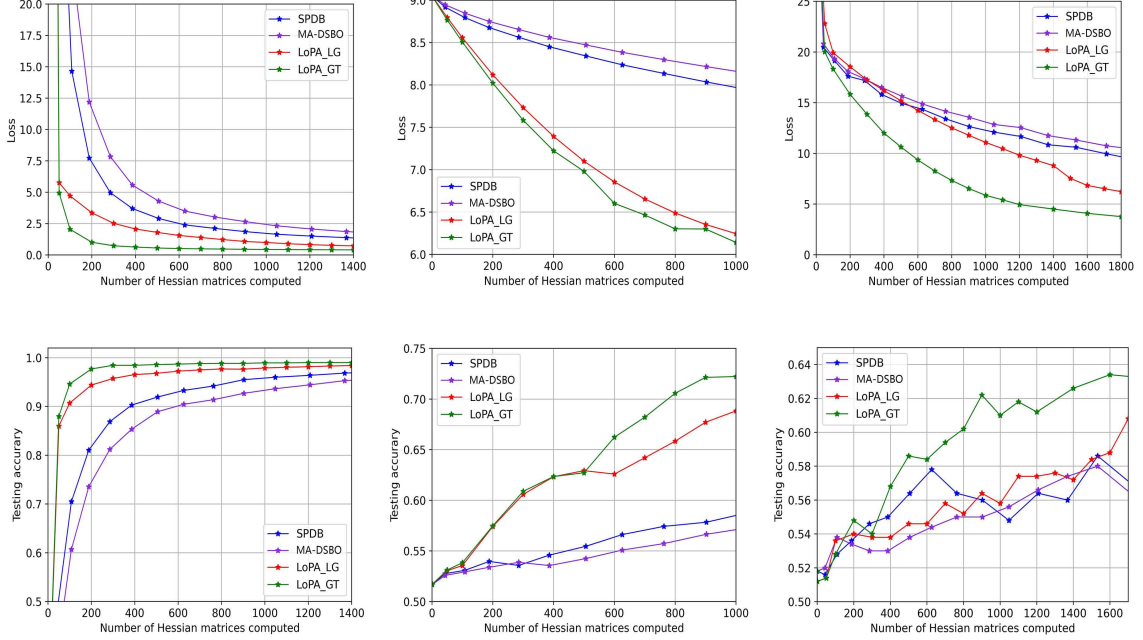 20.0
17.5
15.0
12.5
10.0
7.5
5.0
2.5
0.0
Loss
SPDB
MA-DSBO
LoPA_LG
LoPA_GT
0 200 400 600 800 1000 1200 1400
Number of Hessian matrices computed
9.0
8.5
8.0
7.5
7.0
6.5
6.0
Loss
SPDB
MA-DSBO
LoPA_LG
LoPA_GT
0 200 400 600 800 1000
Number of Hessian matrices computed
25
20
15
10
5
0
Loss
SPDB
MA-DSBO
LoPA_LG
LoPA_GT
0 200 400 600 800 1000 1200 1400 1600 1800
Number of Hessian matrices computed
1.0
0.9
0.8
0.7
0.6
0.5
Testing accurary
SPDB
MA-DSBO
LoPA_LG
LoPA_GT
0 200 400 600 800 1000 1200 1400
Number of Hessian matrices computed
0.75
0.70
0.65
0.60
0.55
0.50
Testing accurary
SPDB
MA-DSBO
LoPA_LG
LoPA_GT
0 200 400 600 800 1000
Number of Hessian matrices computed
0.66
0.64
0.62
0.60
0.58
0.56
0.54
0.52
0.50
Testing accurary
SPDB
MA-DSBO
LoPA_LG
LoPA_GT
0 200 400 600 800 1000 1200 1400 1600
Number of Hessian matrices computed